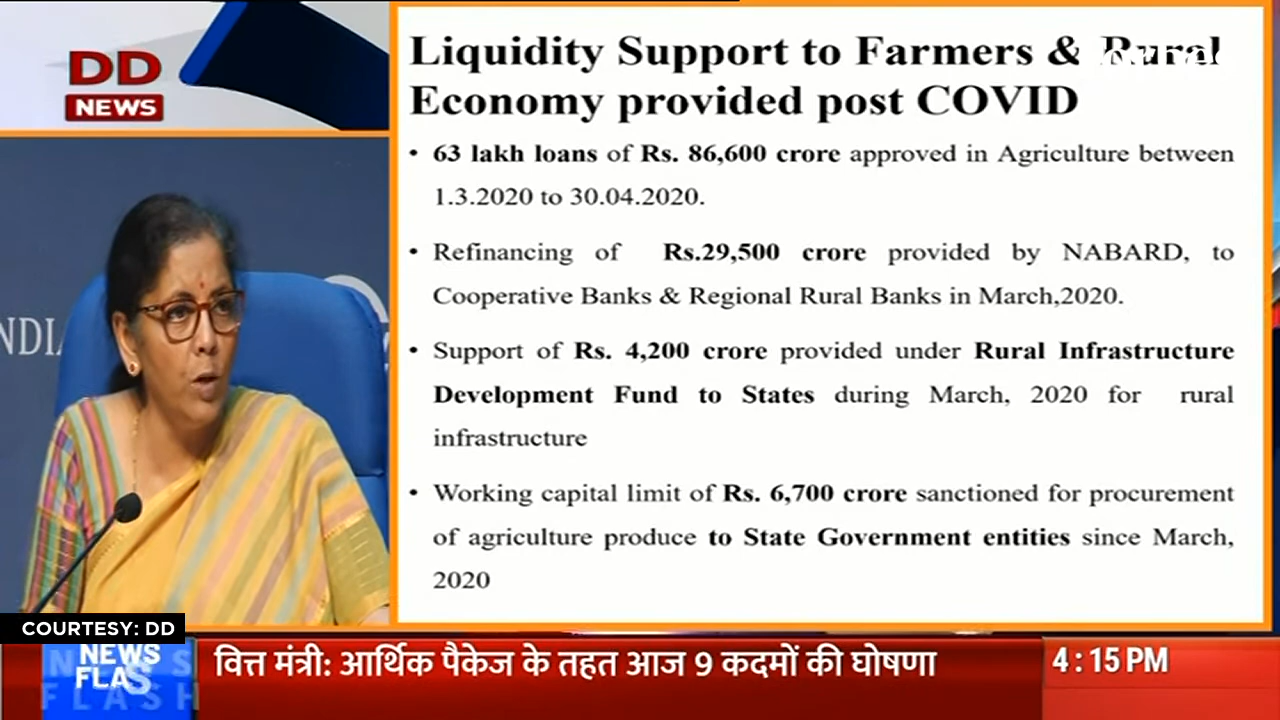 DD
NEWS
Liquidity Support to Farmers & Rural
Economy provided post COVID
• 63 lakh loans of Rs. 86,600 crore approved in Agriculture between
1.3.2020 to 30.04.2020.
• Refinancing of Rs.29,500 crore provided by NABARD, to
Cooperative Banks & Regional Rural Banks in March,2020.
• Support of Rs. 4,200 crore provided under Rural Infrastructure
Development Fund to States during March, 2020 for rural
infrastructure
• Working capital limit of Rs. 6,700 crore sanctioned for procurement
of agriculture produce to State Government entities since March,
2020
COURTESY: DD
NEWS
FLAS
FLASH
वित्त मंत्री: आर्थिक पैकेज के तहत आज 9 कदमों की घोषणा
4:15 PM